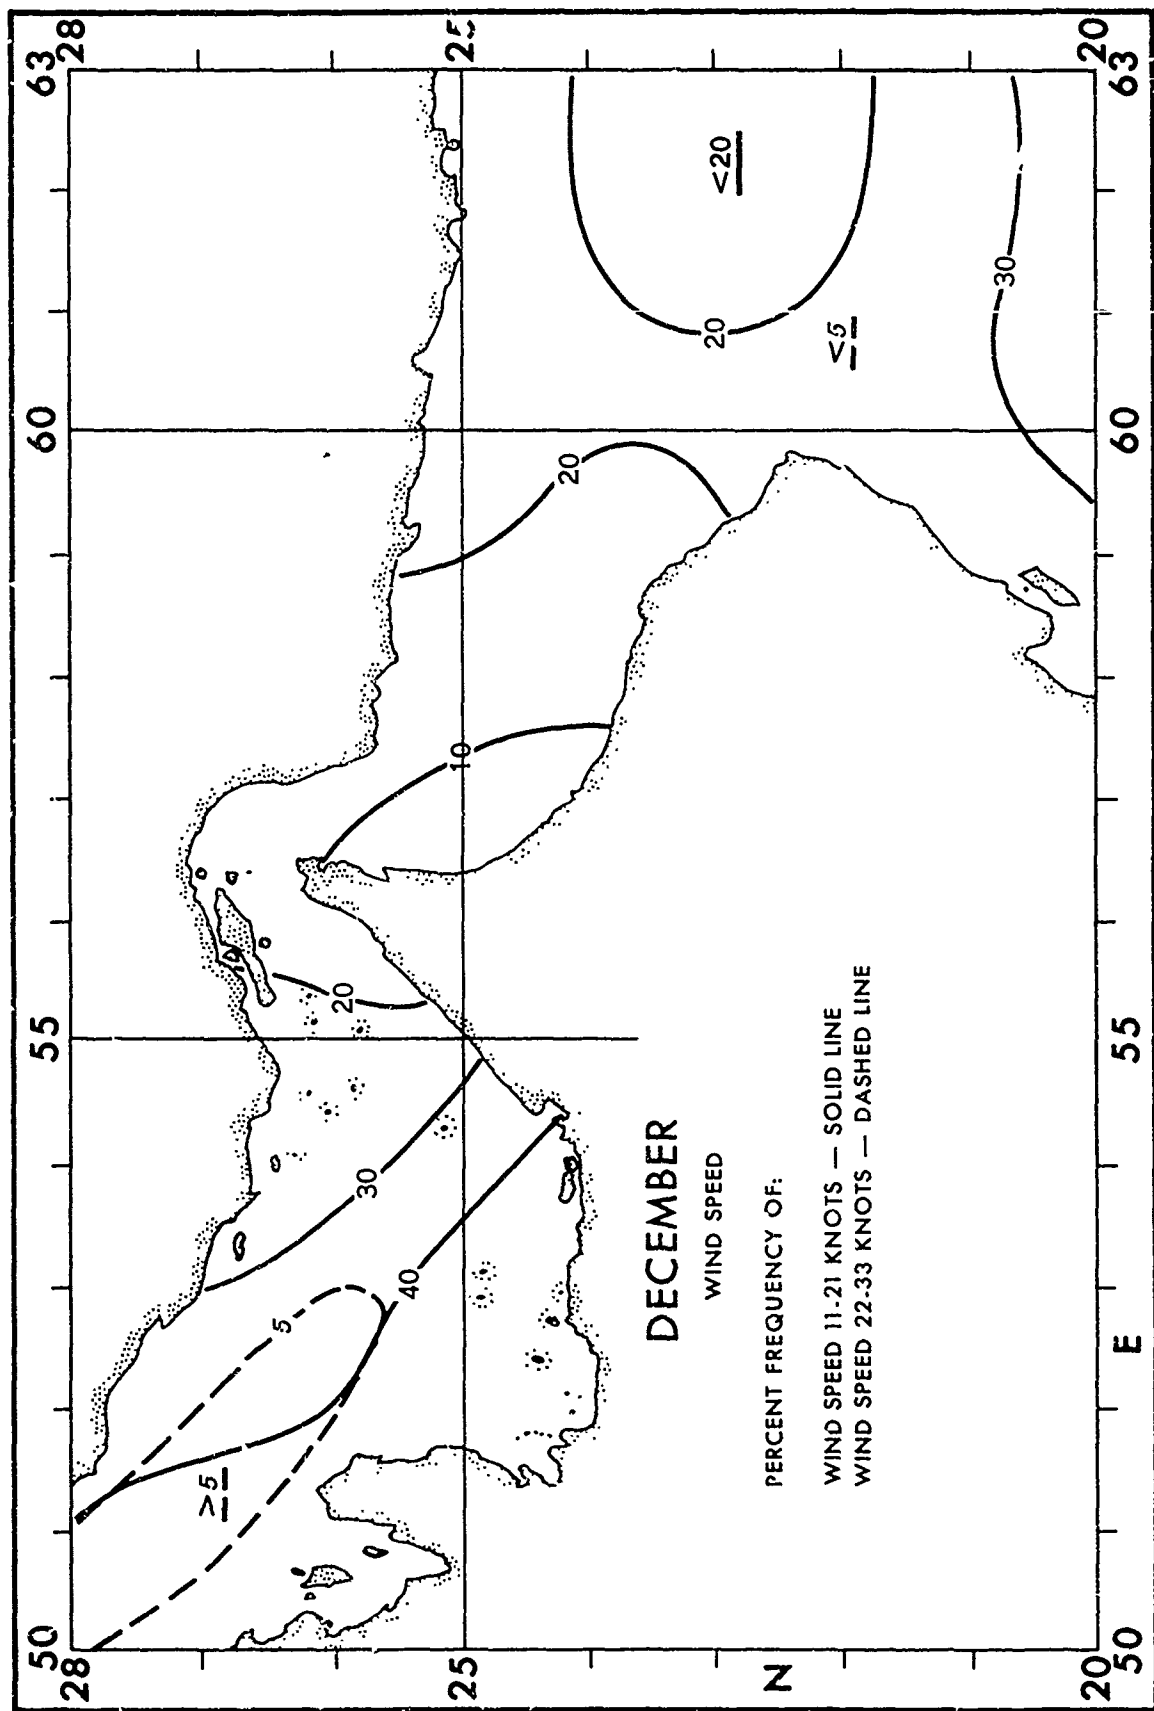 50 55 60 63
28 28
>5
5
20
30
40
25 10 25
20
DECEMBER
WIND SPEED
20 <20
N
PERCENT FREQUENCY OF:
WIND SPEED 11-21 KNOTS — SOLID LINE
<5
WIND SPEED 22-33 KNOTS — DASHED LINE
30
20 20
50 E 55 60 63